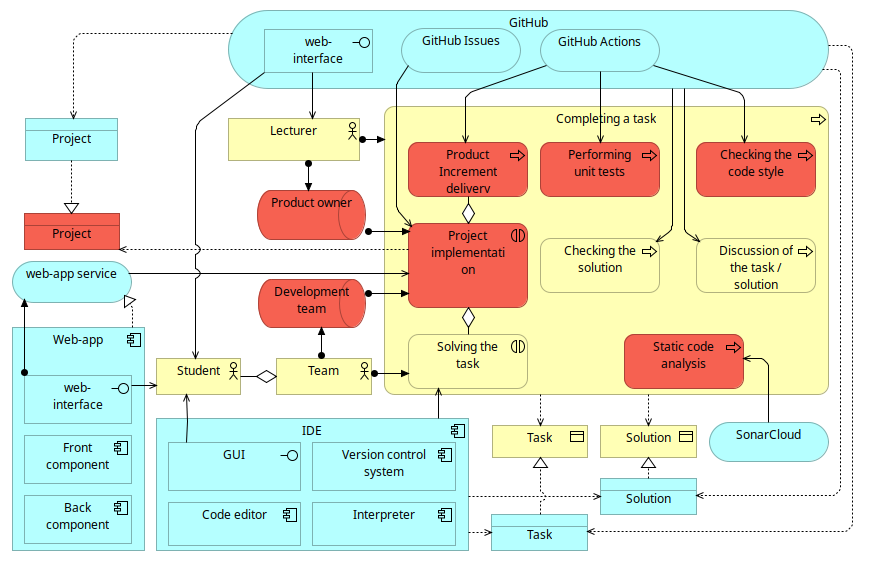 GitHub
web-
interface
GitHub Issues
GitHub Actions
Completing a task
Lecturer
Project
Product
Increment
delivery
Performing
unit tests
Checking the
code style
Product owner
Project
Project
implementati
on
Checking the
solution
Discussion of
the task /
solution
web-app service
Development
team
Web-app
Solving the
task
Static code
analysis
Student
Team
web-
interface
IDE
Task
Solution
SonarCloud
GUI
Version control
system
Front
component
Solution
Code editor
Interpreter
Back
component
Task